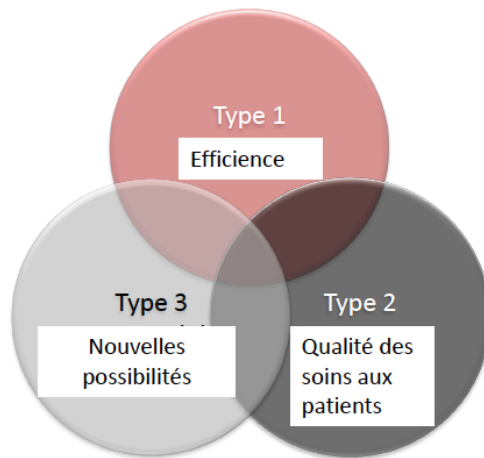 Type 1
Efficience
Type 3
Nouvelles
possibilités
Type 2
Qualité des
soins aux
patients